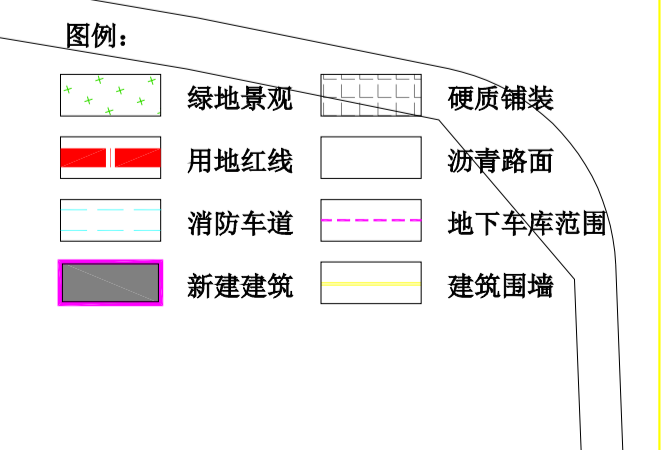 图例：
绿地景观 硬质铺装
用地红线 沥青路面
消防车道 地下车库范围
新建建筑 建筑围墙